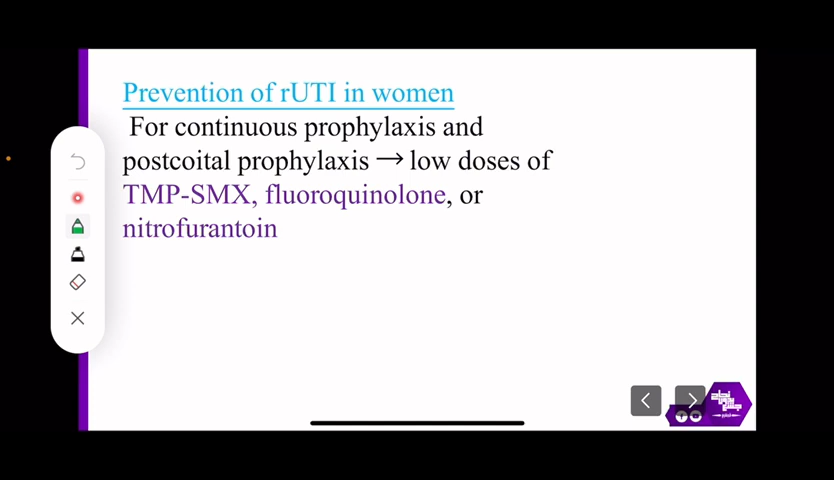 Prevention of rUTI in women
For continuous prophylaxis and
postcoital prophylaxis → low doses of
TMP-SMX, fluoroquinolone, or
nitrofurantoin